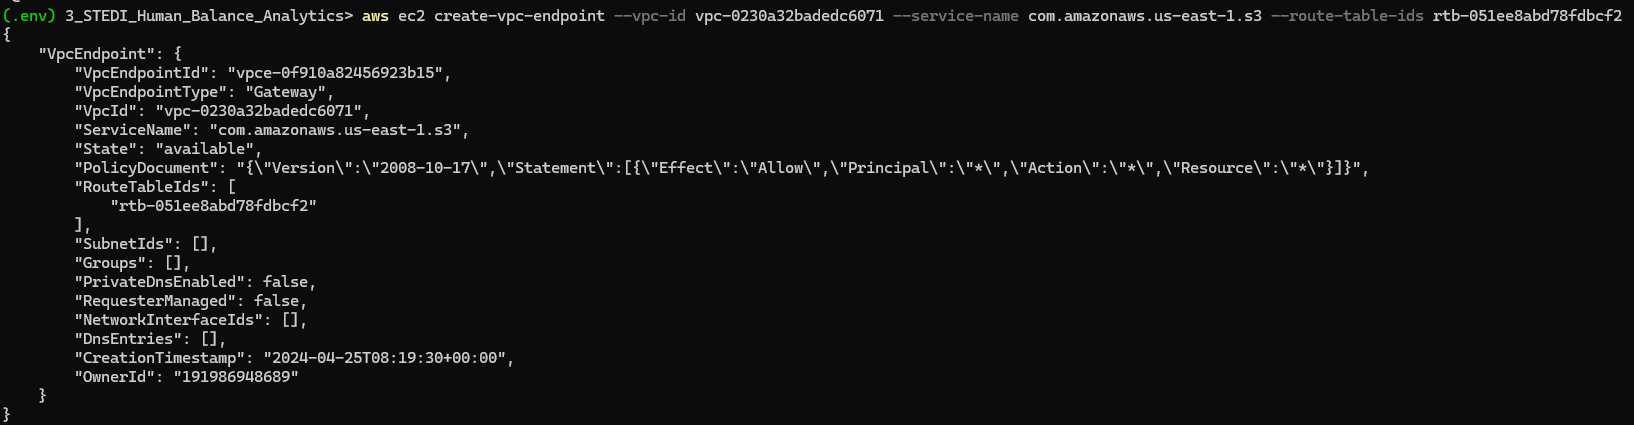 (.env) 3_STEDI_Human_Balance_Analytics> aws ec2 create-vpc-endpoint --vpc-id vpc-0230a32badedc6071 --service-name com.amazonaws.us-east-1.s3 --route-table-ids rtb-051ee8abd78fdbcf2
{
    "VpcEndpoint": {
        "VpcEndpointId": "vpce-0f910a82456923b15",
        "VpcEndpointType": "Gateway",
        "VpcId": "vpc-0230a32badedc6071",
        "ServiceName": "com.amazonaws.us-east-1.s3",
        "State": "available",
        "PolicyDocument": "{\"Version\":\"2008-10-17\",\"Statement\":[{\"Effect\":\"Allow\",\"Principal\":\"*\",\"Action\":\"*\",\"Resource\":\"*\"}]}",
        "RouteTableIds": [
            "rtb-051ee8abd78fdbcf2"
        ],
        "SubnetIds": [],
        "Groups": [],
        "PrivateDnsEnabled": false,
        "RequesterManaged": false,
        "NetworkInterfaceIds": [],
        "DnsEntries": [],
        "CreationTimestamp": "2024-04-25T08:19:30+00:00",
        "OwnerId": "191986948689"
    }
}